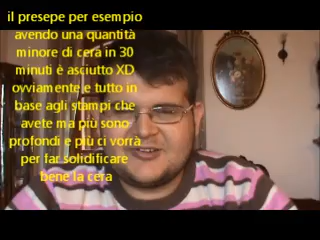 il presepe per esempio
avendo una quantità
minore di cera in 30
minuti è asciutto XD
ovviamente e tutto in
base agli stampi che
avete ma più sono
profondi e più ci vorrà
per far solidificare
bene la cera